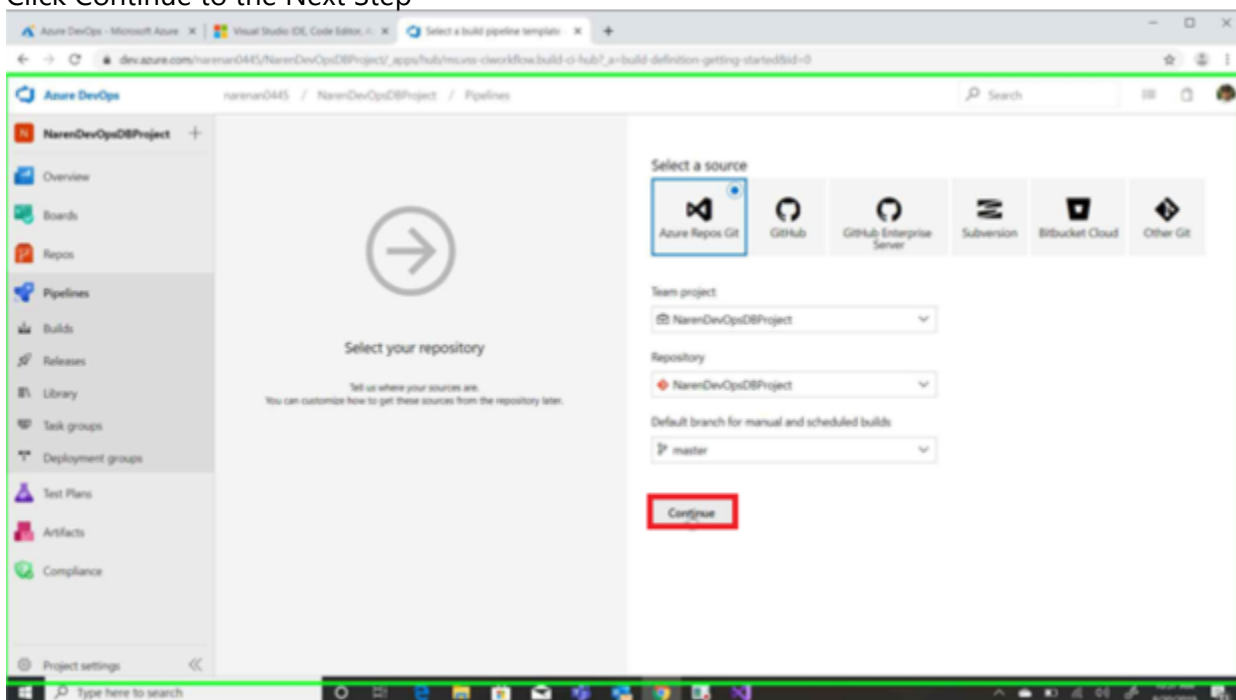 Click Continue to the Next Step
Azure DevOps - Microsoft Azure
Visual Studio IDE, Code Editor,
Select a build pipeline template
Azure DevOps
narenan0445 / NarenDevOpsDBProject / Pipelines
Search
N NarenDevOpsDBProject
Overview
Boards
Repos
Pipelines
Builds
Releases
Library
Task groups
Deployment groups
Test Plans
Artifacts
Compliance
Project settings
Select your repository
Tell us where your sources are.
You can customize how to get these sources from the repository later.
Select a source
Azure Repos Git
GitHub
GitHub Enterprise
Server
Subversion
Bitbucket Cloud
Other Git
Team project
NarenDevOpsDBProject
Repository
NarenDevOpsDBProject
Default branch for manual and scheduled builds
master
Continue
Type here to search